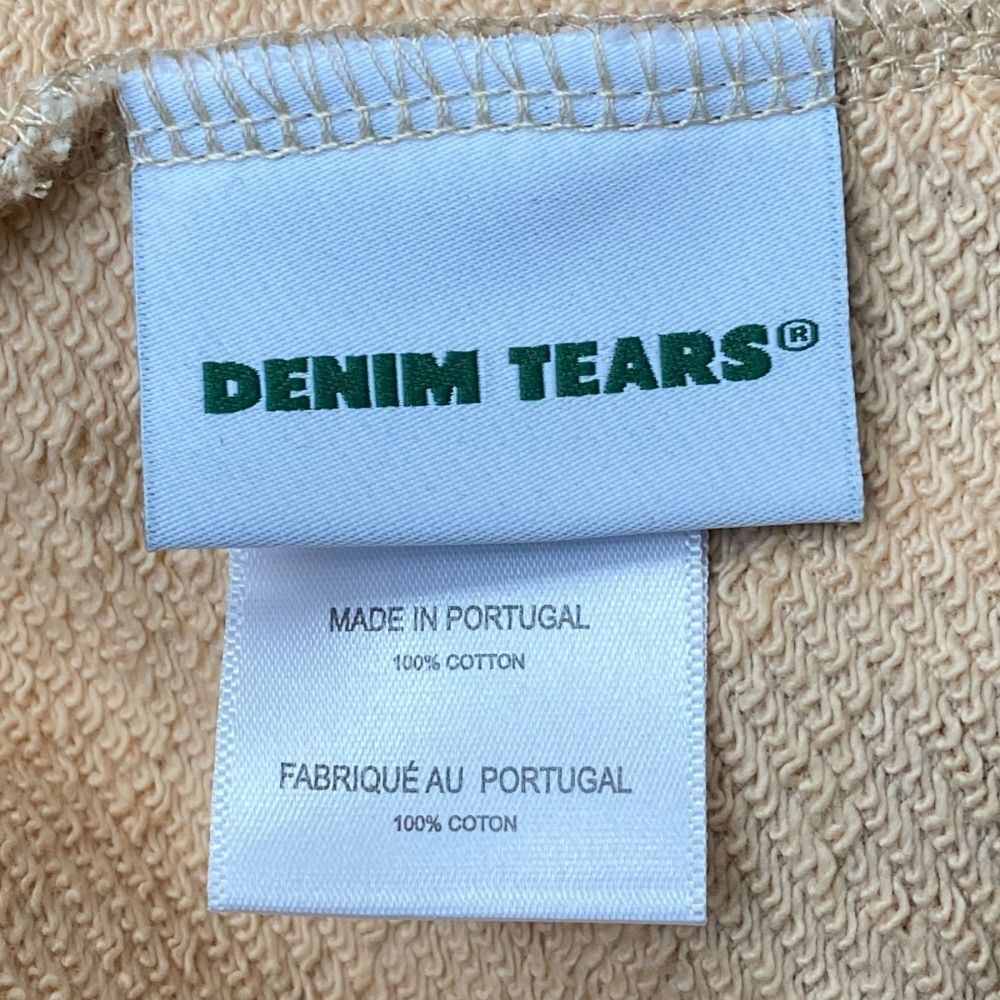 DENIM TEARS®
MADE IN PORTUGAL
100% COTTON
FABRIQUÉ AU PORTUGAL
100% COTON